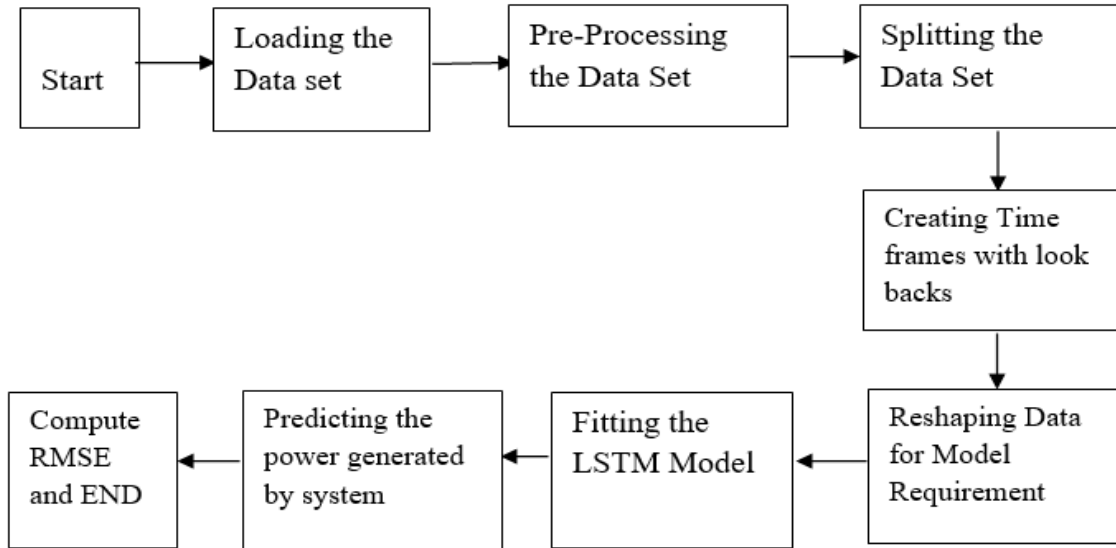 Start
Loading the
Data set
Pre-Processing
the Data Set
Splitting the
Data Set
Creating Time
frames with look
backs
Reshaping Data
for Model
Requirement
Fitting the
LSTM Model
Predicting the
power generated
by system
Compute
RMSE
and END